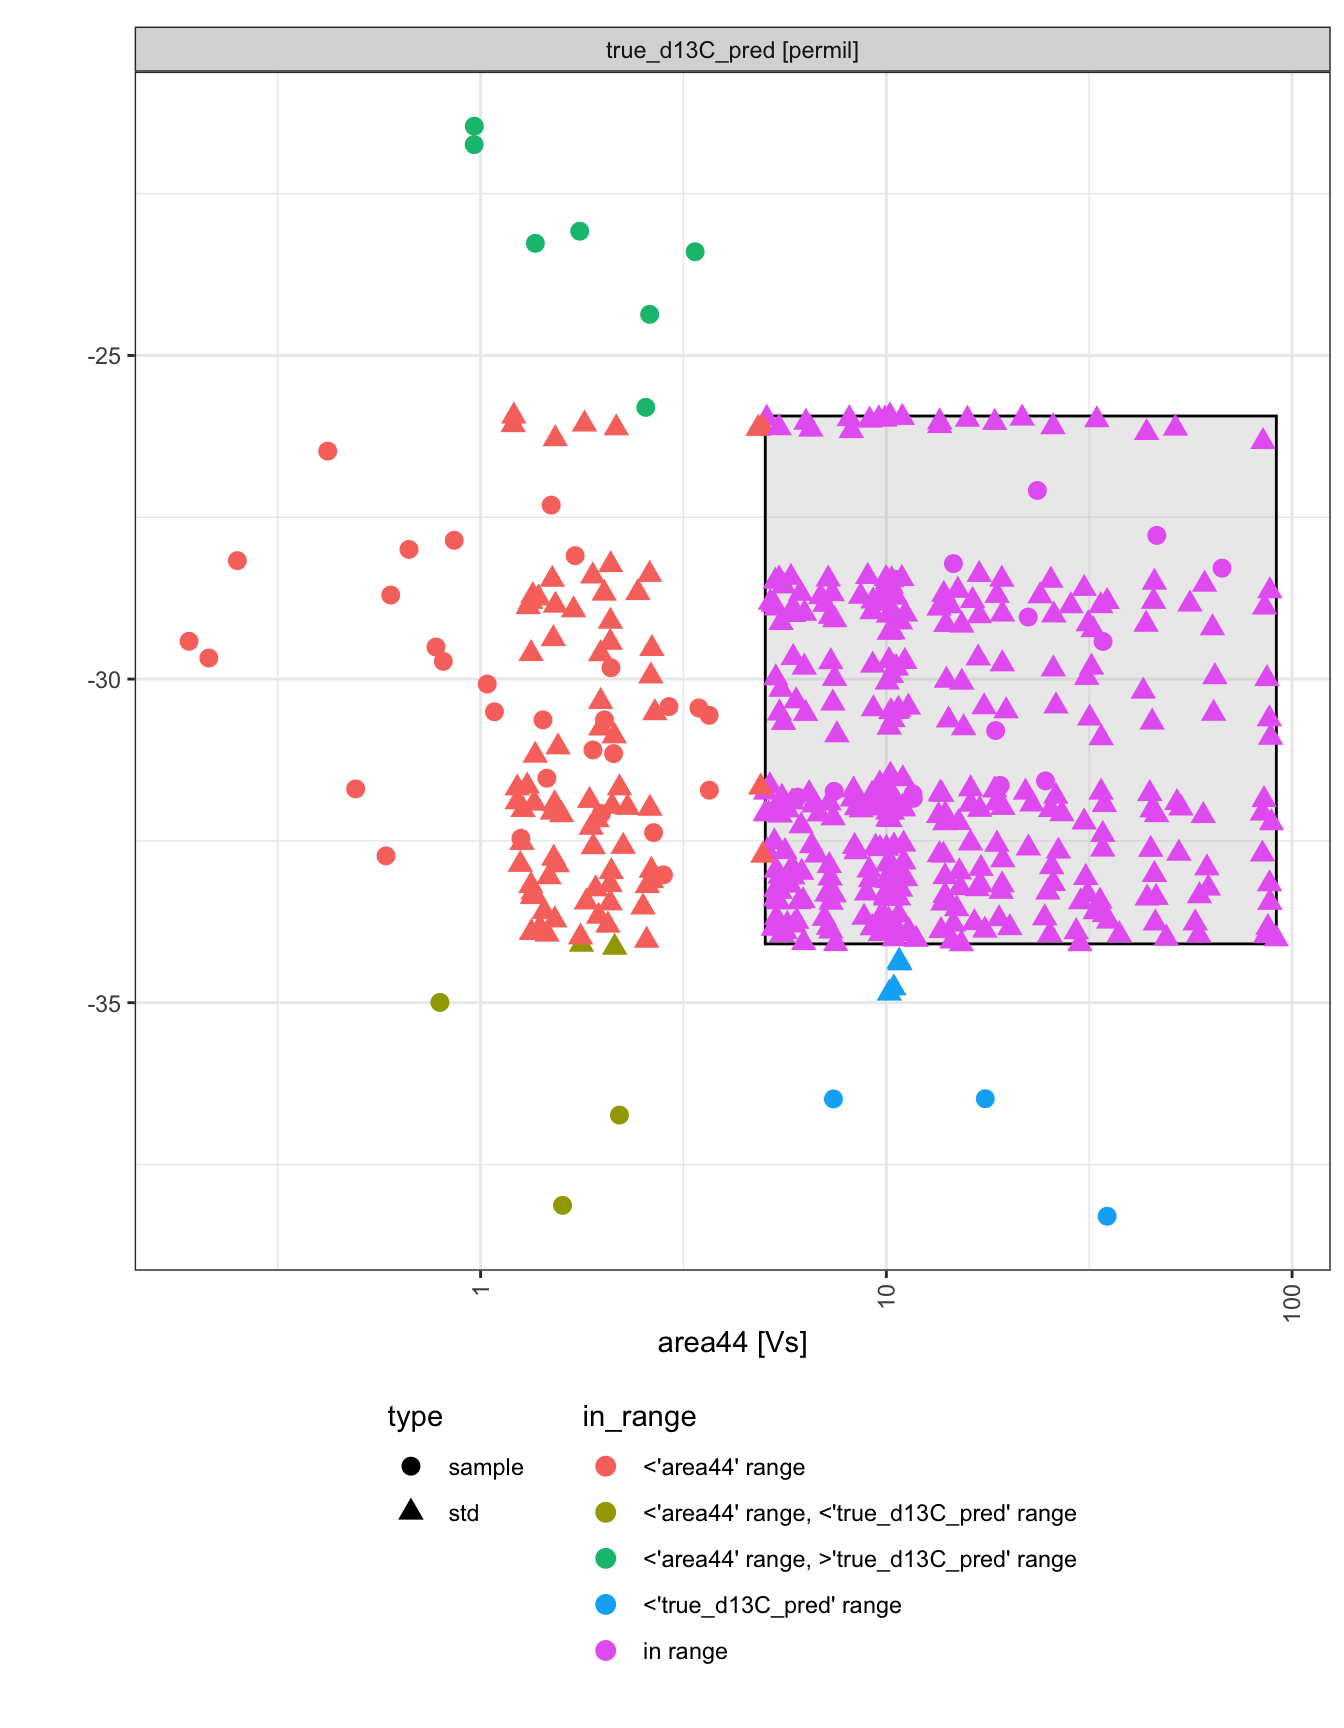 true_d13C_pred [permil]
-25
-30
-35
1
10
100
area44 [Vs]
type
sample
std
in_range
<'area44' range
<'area44' range, <'true_d13C_pred' range
<'area44' range, >'true_d13C_pred' range
<'true_d13C_pred' range
in range